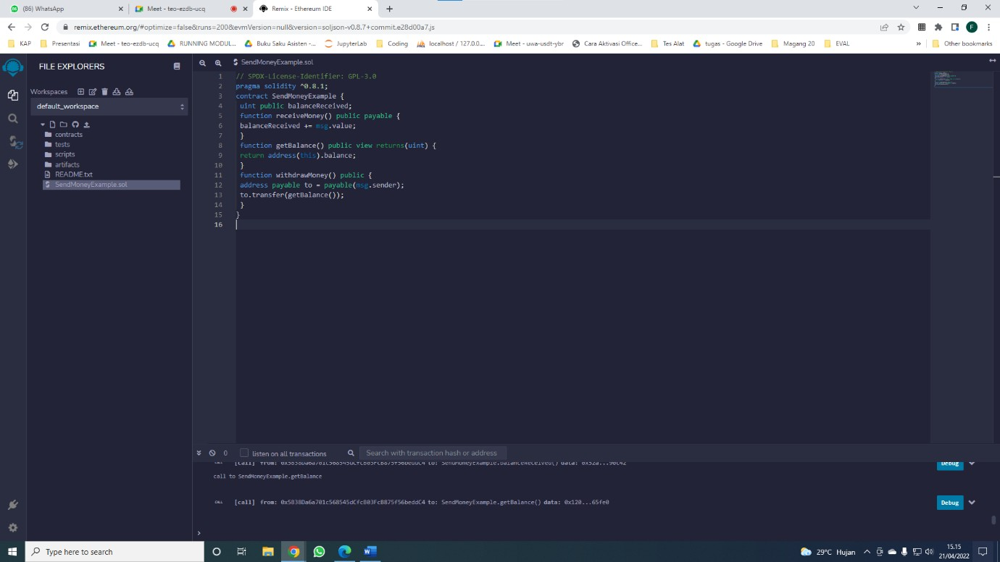 (86) WhatsApp
Meet - teo-ezdb-ucq
Remix - Ethereum IDE
remix.ethereum.org/#optimize=false&runs=200&evmVersion=null&version=soljson-v0.8.7+commit.e28d00a7.js
F
KAP
Presentasi
Meet - teo-ezdb-ucq
RUNNING MODUL...
Buku Saku Asisten -...
JupyterLab
Coding
localhost / 127.0.0....
Meet - uwa-usdt-ybr
Cara Aktivasi Office...
Tes Alat
tugas - Google Drive
Magang 20
EVAL
»
Other bookmarks
FILE EXPLORERS
Workspaces
default_workspace
contracts
tests
scripts
artifacts
README.txt
SendMoneyExample.sol
SendMoneyExample.sol
1 // SPDX-License-Identifier: GPL-3.0
2 pragma solidity ^0.8.1;
3 contract SendMoneyExample {
4 uint public balanceReceived;
5 function receiveMoney() public payable {
6 balanceReceived += msg.value;
7 }
8 function getBalance() public view returns(uint) {
9 return address(this).balance;
10 }
11 function withdrawMoney() public {
12 address payable to = payable(msg.sender);
13 to.transfer(getBalance());
14 }
15 }
16
0
listen on all transactions
Search with transaction hash or address
CALL [call] from: 0x5B38Da6a701c568545dCfcB03FcB875f56beddC4 to: SendMoneyExample.balanceReceived() data: 0x52a...90c42
Debug
call to SendMoneyExample.getBalance
CALL [call] from: 0x5B38Da6a701c568545dCfcB03FcB875f56beddC4 to: SendMoneyExample.getBalance() data: 0x120...65fe0
Debug
>
Type here to search
29°C Hujan
15.15
21/04/2022